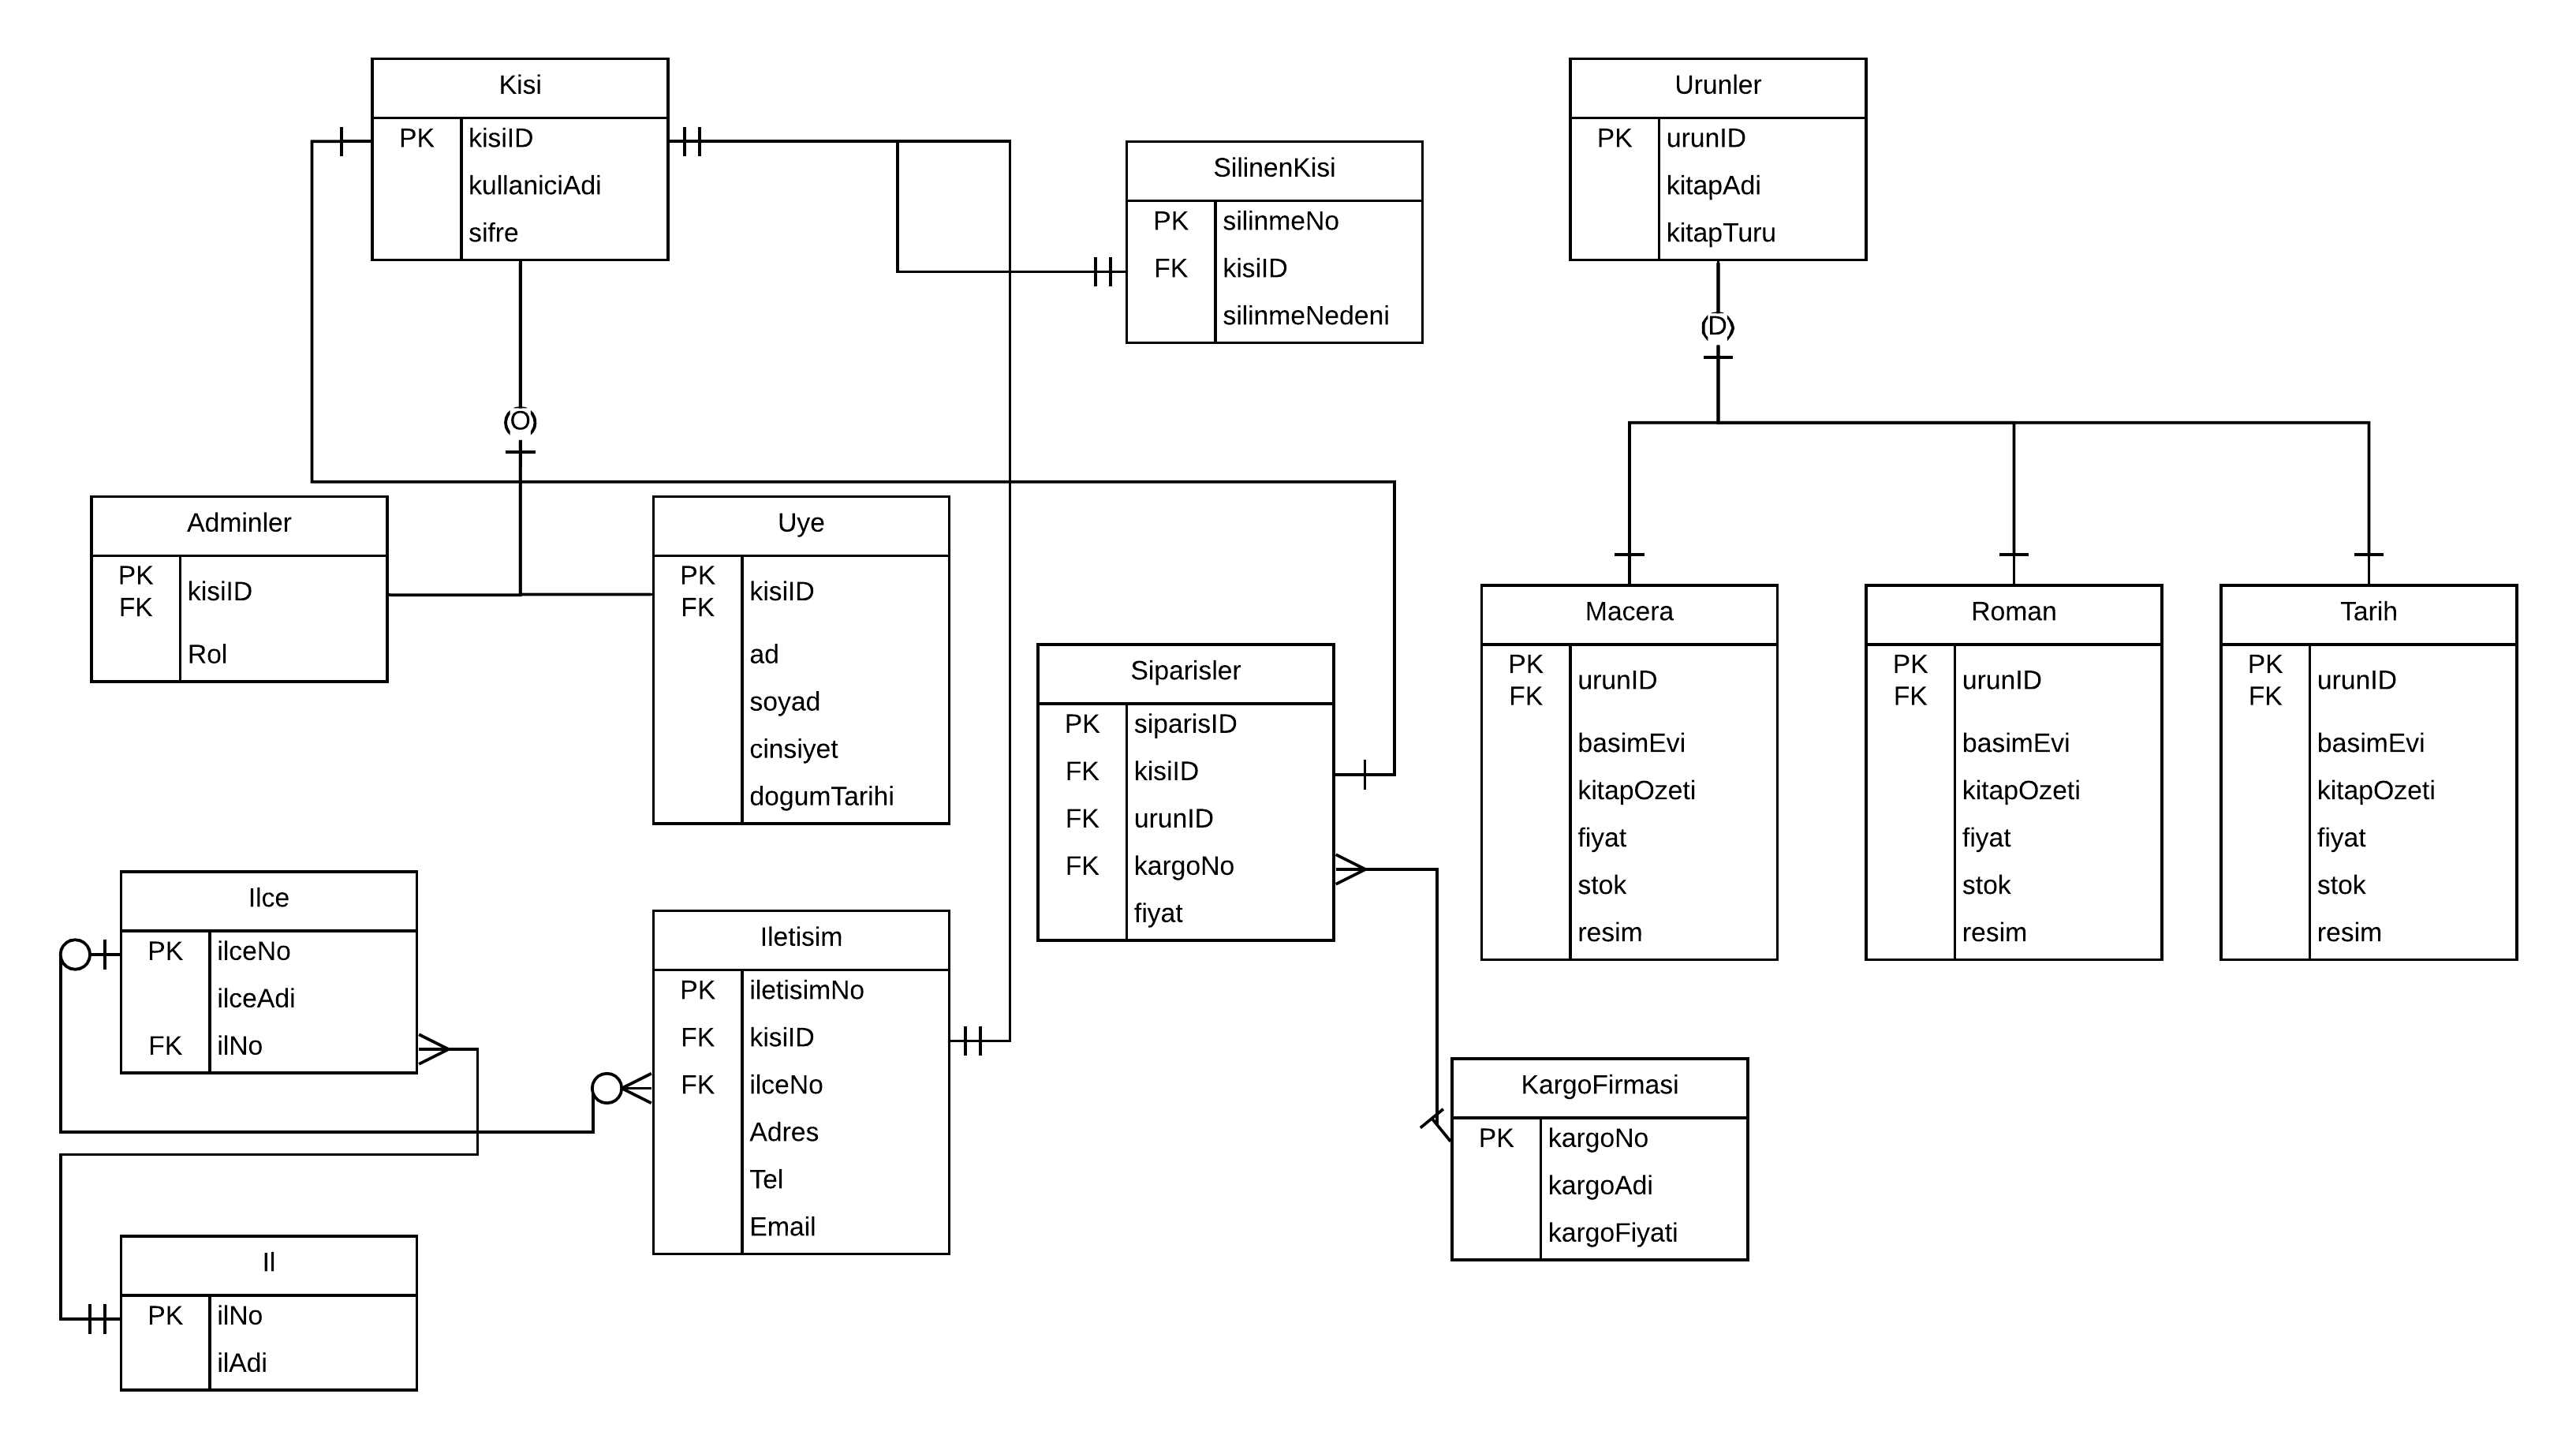 Kisi
PK kisiID
kullaniciAdi
sifre
SilinenKisi
PK silinmeNo
FK kisiID
silinmeNedeni
Urunler
PK urunID
kitapAdi
kitapTuru
(O)
(D)
Adminler
PK
FK
kisiID
Rol
Uye
PK
FK
kisiID
ad
soyad
cinsiyet
dogumTarihi
Siparisler
PK siparisID
FK kisiID
FK urunID
FK kargoNo
fiyat
Macera
PK
FK
urunID
basimEvi
kitapOzeti
fiyat
stok
resim
Roman
PK
FK
urunID
basimEvi
kitapOzeti
fiyat
stok
resim
Tarih
PK
FK
urunID
basimEvi
kitapOzeti
fiyat
stok
resim
Ilce
PK ilceNo
ilceAdi
FK ilNo
Iletisim
PK iletisimNo
FK kisiID
FK ilceNo
Adres
Tel
Email
KargoFirmasi
PK kargoNo
kargoAdi
kargoFiyati
Il
PK ilNo
ilAdi